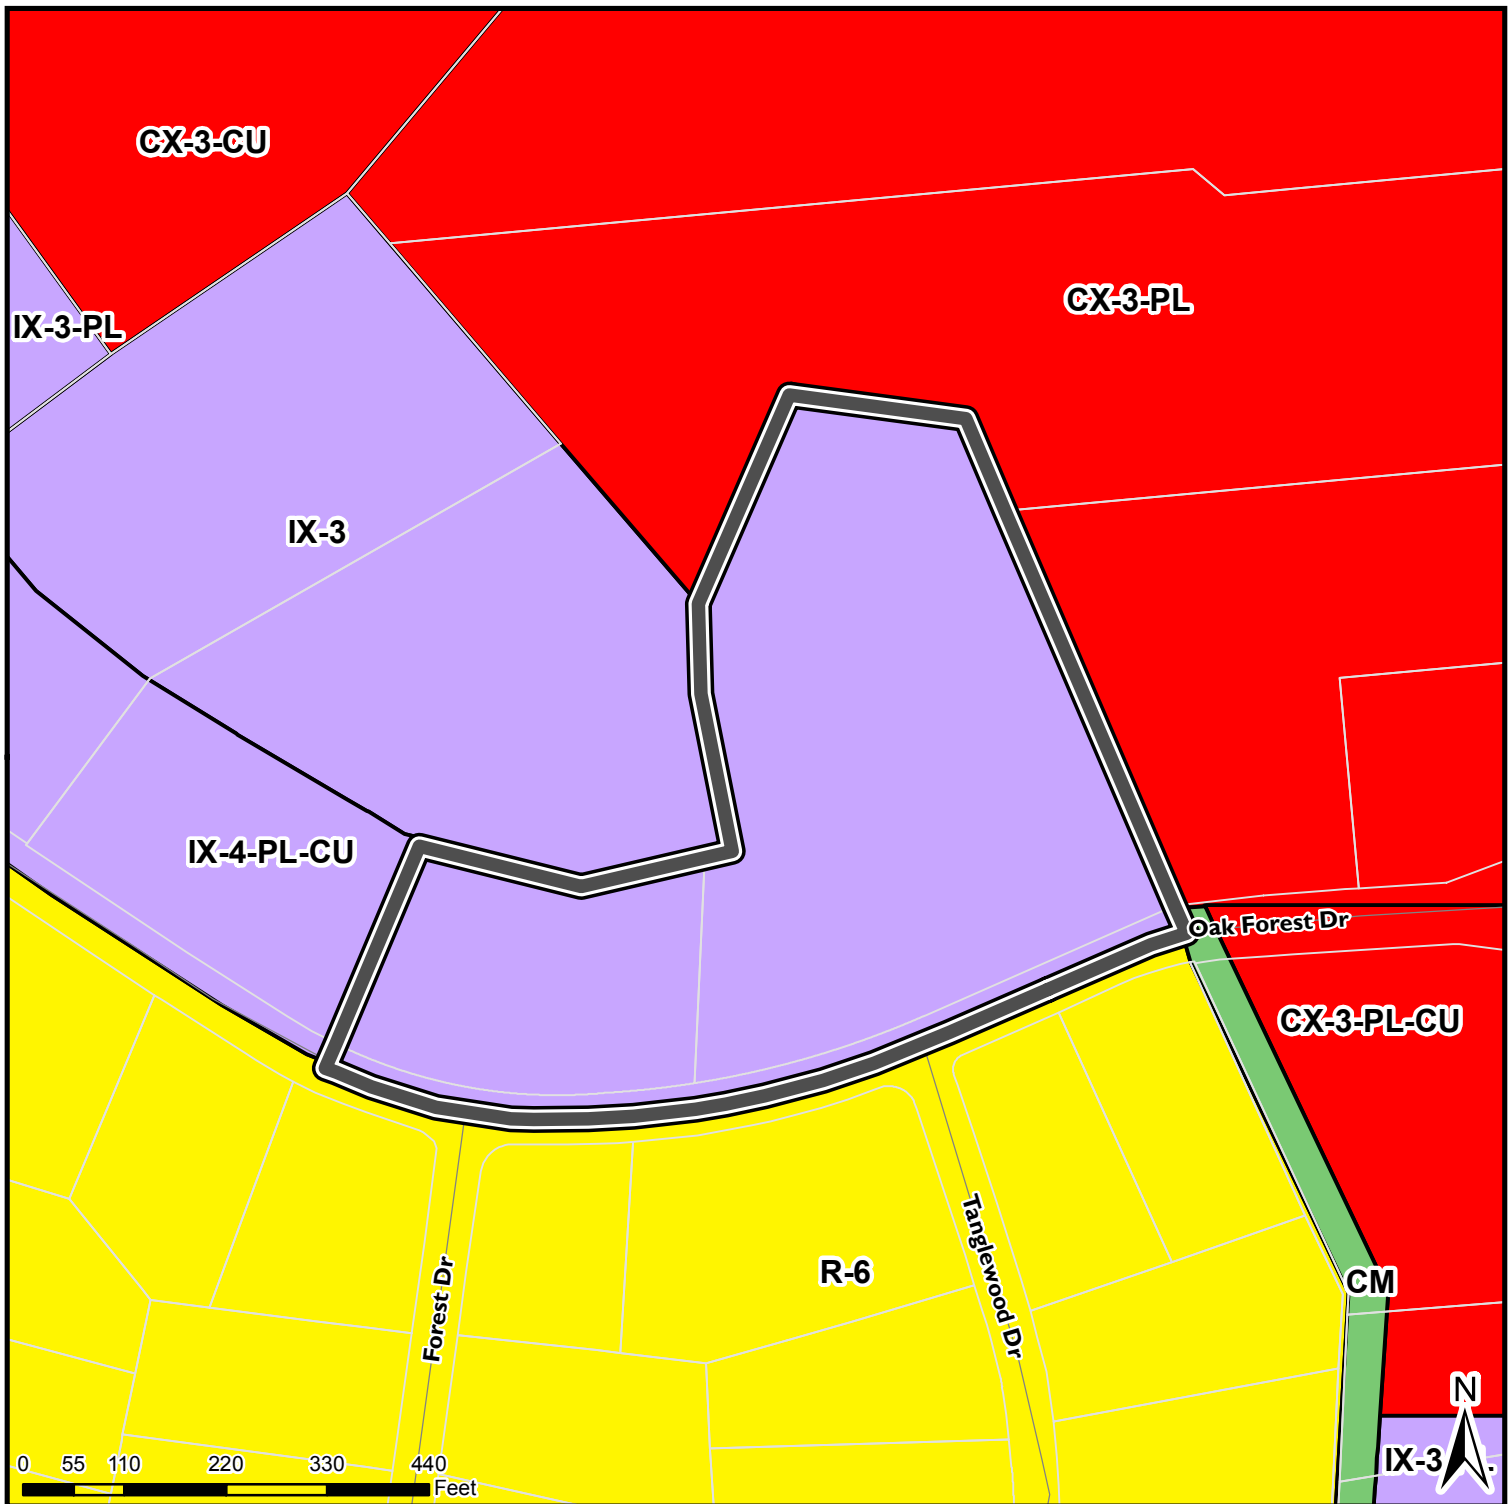 CX-3-CU
CX-3-PL
IX-3-PL
IX-3
IX-4-PL-CU
Oak Forest Dr
CX-3-PL-CU
R-6
CM
Forest Dr
Tanglewood Dr
N
0 55 110 220 330 440
Feet
IX-3